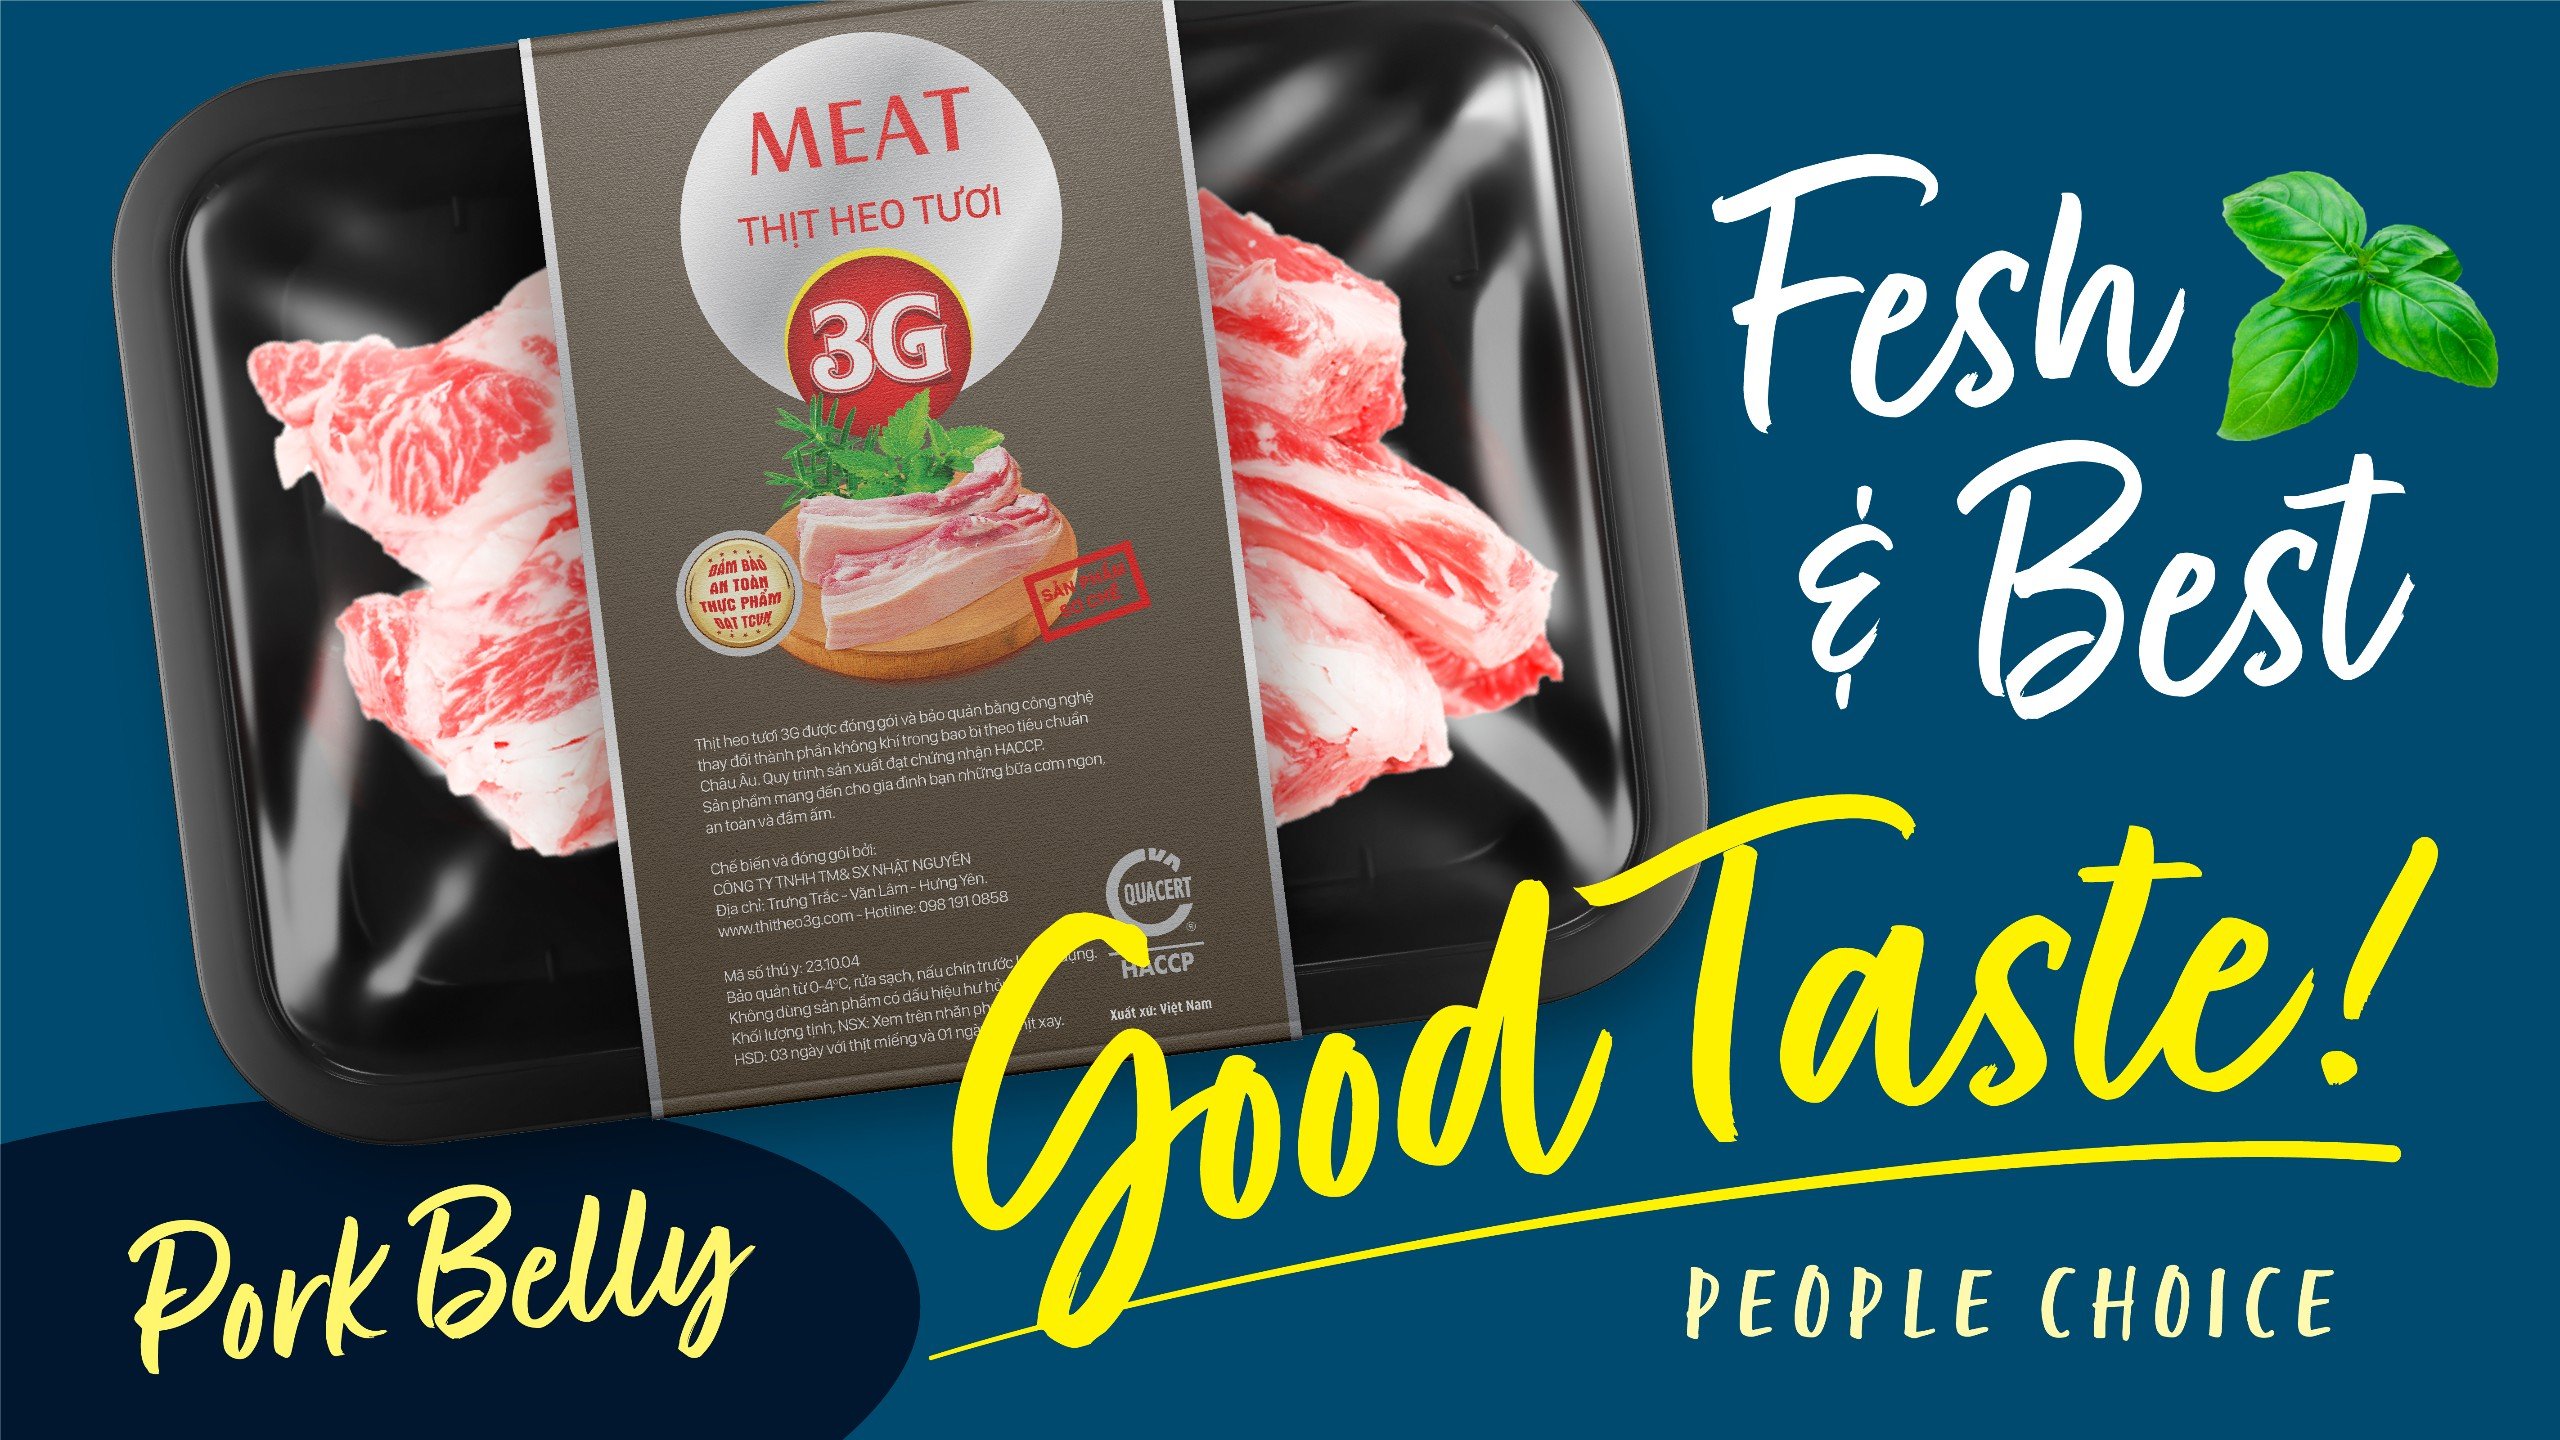 MEAT
THỊT HEO TƯƠI
3G
ĐẢM BẢO
AN TOÀN
THỰC PHẨM
ĐẠT TCVN
SẢN PHẨM
SƠ CHẾ
Thịt heo tươi 3G được đóng gói và bảo quản bằng công nghệ
thay đổi thành phần không khí trong bao bì theo tiêu chuẩn
Châu Âu. Quy trình sản xuất đạt chứng nhận HACCP.
Sản phẩm mang đến cho gia đình bạn những bữa cơm ngon,
an toàn và đầm ấm.
Chế biến và đóng gói bởi:
CÔNG TY TNHH TM& SX NHẬT NGUYÊN
Địa chỉ: Trưng Trắc - Văn Lâm - Hưng Yên.
www.thitheo3g.com - Hotline: 098 191 0858
QUACERT
®
HACCP
Xuất xứ: Việt Nam
Mã số thú y: 23.10.04
Bảo quản từ 0-4°C, rửa sạch, nấu chín trước
Không dùng sản phẩm có dấu hiệu hư
Khối lượng tịnh, NSX: Xem trên nhãn
HSD: 03 ngày với thịt miếng và 01 xay.
Fesh
& Best
Good Taste!
PEOPLE CHOICE
Pork Belly